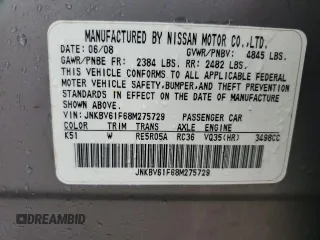 MANUFACTURED BY NISSAN MOTOR CO.,LTD.
DATE: 06/08 GVWR/PNBV: 4845 LBS.
GAWR/PNBE FR: 2384 LBS. RR: 2482 LBS.
THIS VEHICLE CONFORMS TO ALL APPLICABLE FEDERAL
MOTOR VEHICLE SAFETY, BUMPER, AND THEFT PREVENTION
STANDARDS IN EFFECT ON THE DATE OF MANUFACTURE
SHOWN ABOVE.
VIN: JNKBV61F68M275729 PASSENGER CAR
COLOR TRIM TRANS AXLE ENGINE
K51 W RE5R05A RC36 VQ35(HR) 3498CC
JNKBV61F68M275729
DREAMBID